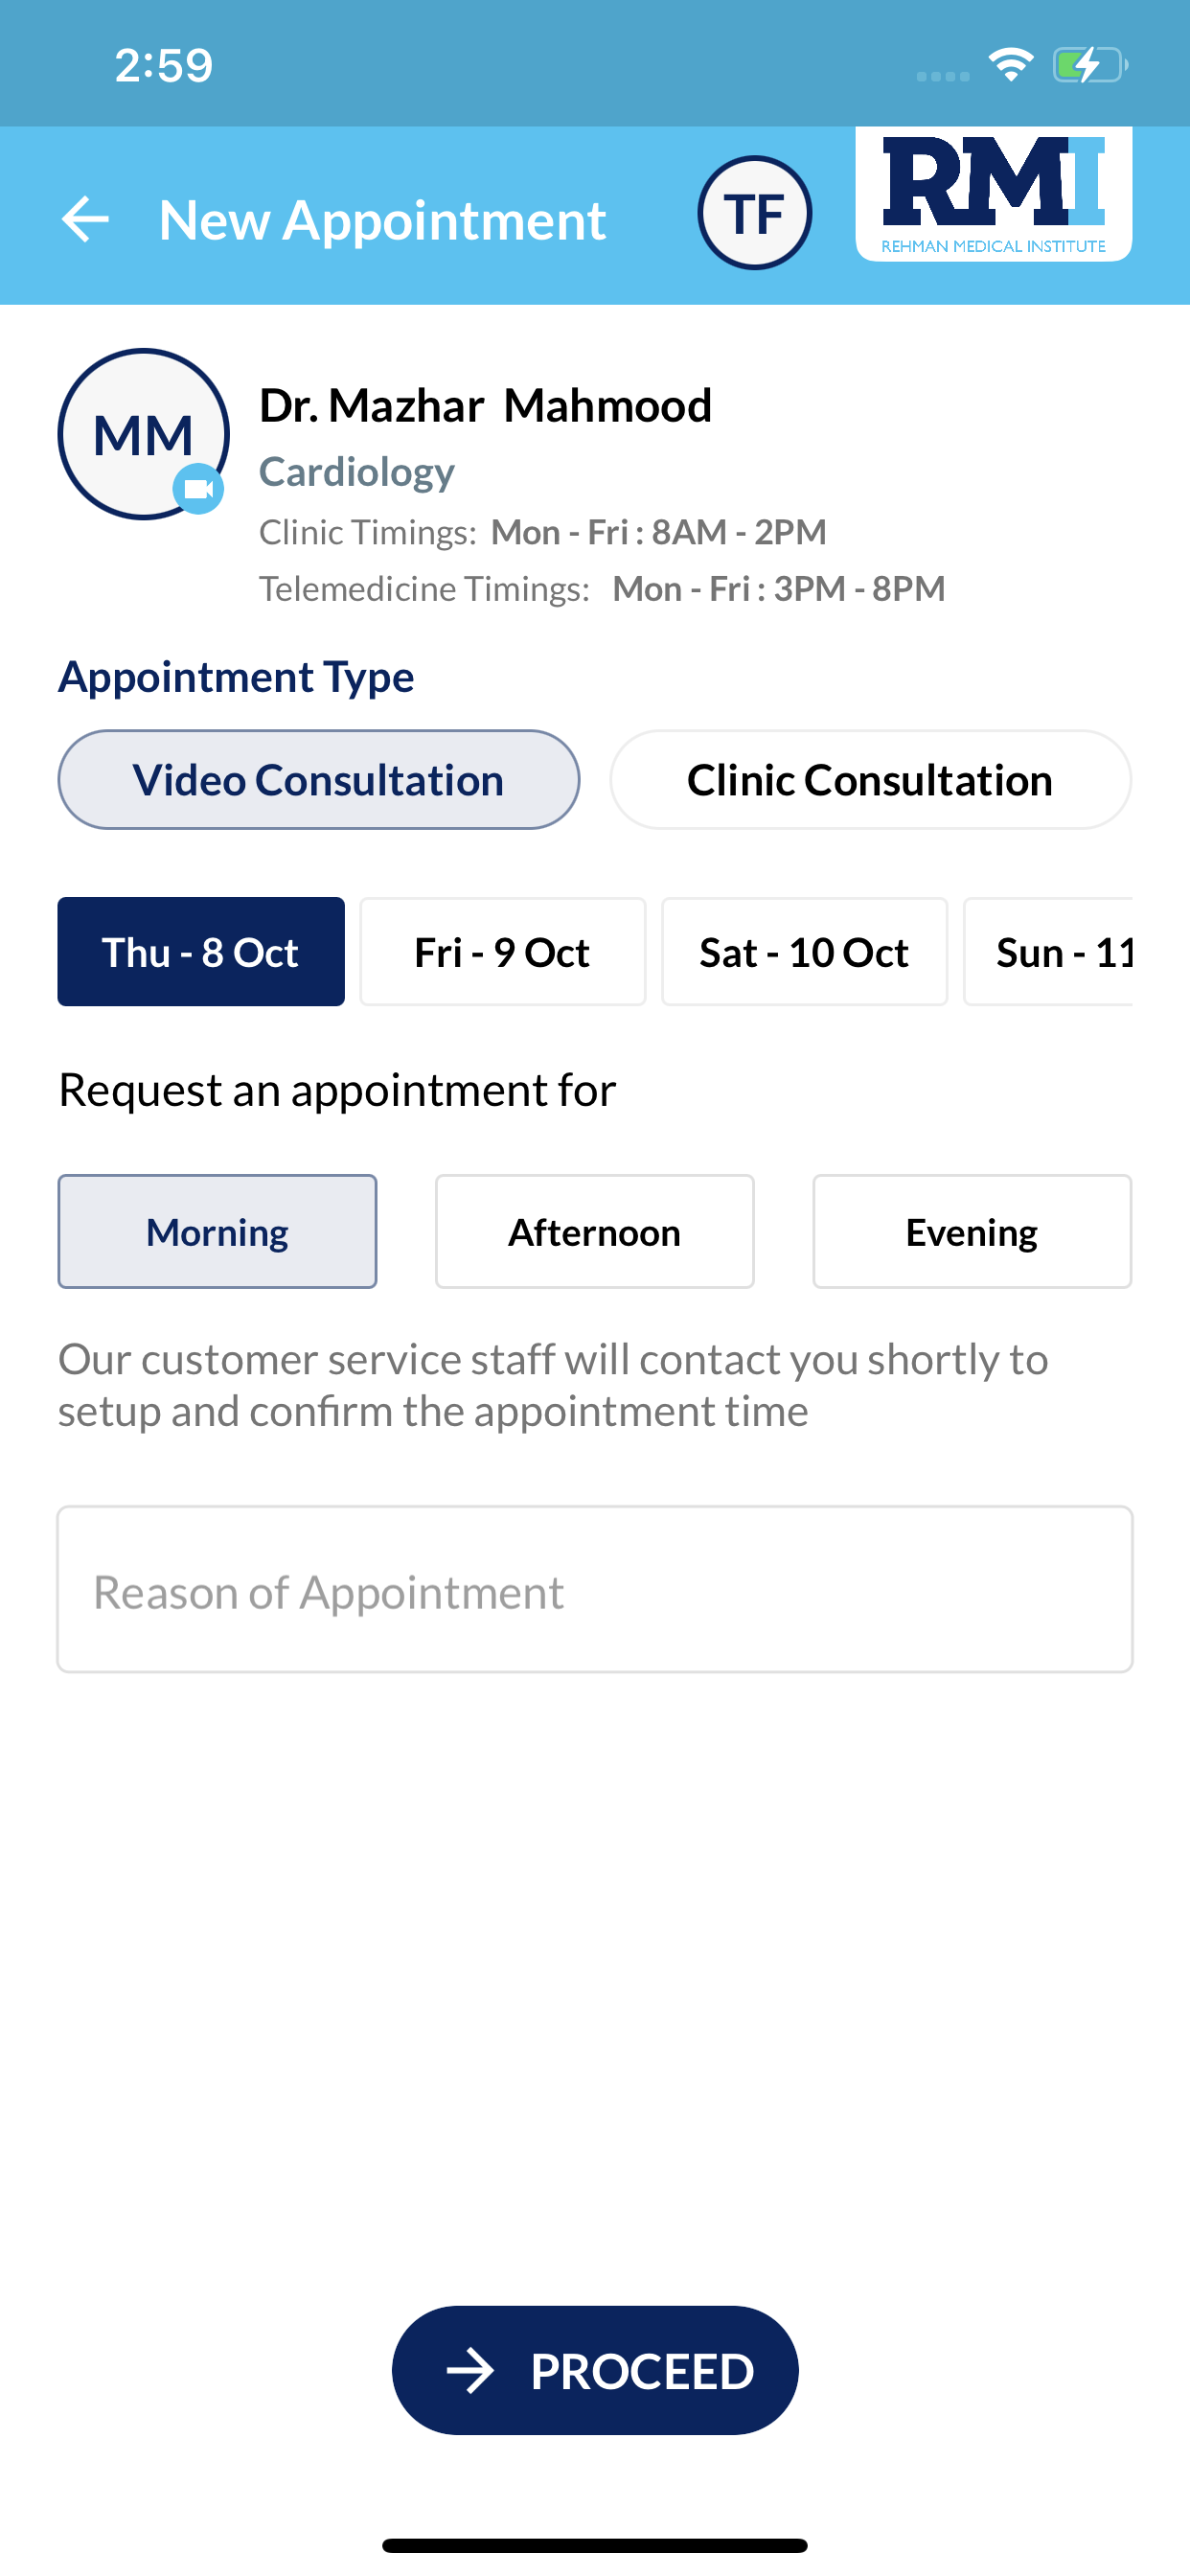 2:59
New Appointment
TF
RMI
REHMAN MEDICAL INSTITUTE
MM
Dr. Mazhar  Mahmood
Cardiology
Clinic Timings: Mon - Fri : 8AM - 2PM
Telemedicine Timings: Mon - Fri : 3PM - 8PM
Appointment Type
Video Consultation Clinic Consultation
Thu - 8 Oct Fri - 9 Oct Sat - 10 Oct Sun - 11
Request an appointment for
Morning Afternoon Evening
Our customer service staff will contact you shortly to
setup and confirm the appointment time
Reason of Appointment
PROCEED